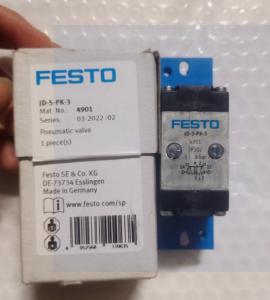 FESTO
JD-5-PK-3
Mat. No.: 4901
Series: 03-2022 02
Pneumatic valve
1 piece(s)
Festo SE & Co. KG
DE-73734 Esslingen
Made in Germany
www.festo.com/sp
FESTO
JD-5-PK-3
4901